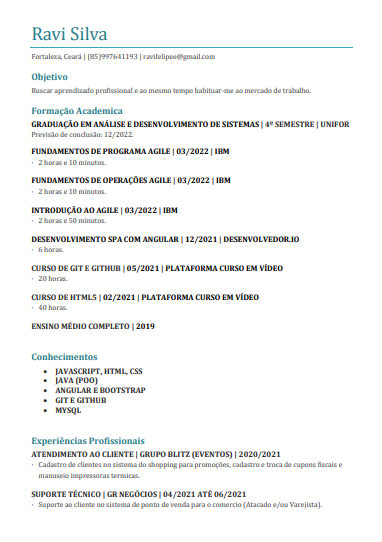 Ravi Silva
Fortaleza, Ceará | (85)997641193 | ravifelipee@gmail.com
Objetivo
Buscar aprendizado profissional e ao mesmo tempo habituar-me ao mercado de trabalho.
Formação Academica
GRADUAÇÃO EM ANÁLISE E DESENVOLVIMENTO DE SISTEMAS | 4º SEMESTRE | UNIFOR
Previsão de conclusão: 12/2022.
FUNDAMENTOS DE PROGRAMA AGILE | 03/2022 | IBM
· 2 horas e 10 minutos.
FUNDAMENTOS DE OPERAÇÕES AGILE | 03/2022 | IBM
· 2 horas e 10 minutos.
INTRODUÇÃO AO AGILE | 03/2022 | IBM
· 2 horas e 50 minutos.
DESENVOLVIMENTO SPA COM ANGULAR | 12/2021 | DESENVOLVEDOR.IO
· 6 horas.
CURSO DE GIT E GITHUB | 05/2021 | PLATAFORMA CURSO EM VÍDEO
· 20 horas.
CURSO DE HTML5 | 02/2021 | PLATAFORMA CURSO EM VÍDEO
· 40 horas.
ENSINO MÉDIO COMPLETO | 2019
Conhecimentos
• JAVASCRIPT, HTML, CSS
• JAVA (POO)
• ANGULAR E BOOTSTRAP
• GIT E GITHUB
• MYSQL
Experiências Profissionais
ATENDIMENTO AO CLIENTE | GRUPO BLITZ (EVENTOS) | 2020/2021
· Cadastro de clientes no sistema do shopping para promoções, cadastro e troca de cupons fiscais e
manuseio impressoras termicas.
SUPORTE TÉCNICO | GR NEGÓCIOS | 04/2021 ATÉ 06/2021
· Suporte ao cliente no sistema de ponto de venda para o comercio (Atacado e/ou Varejista).